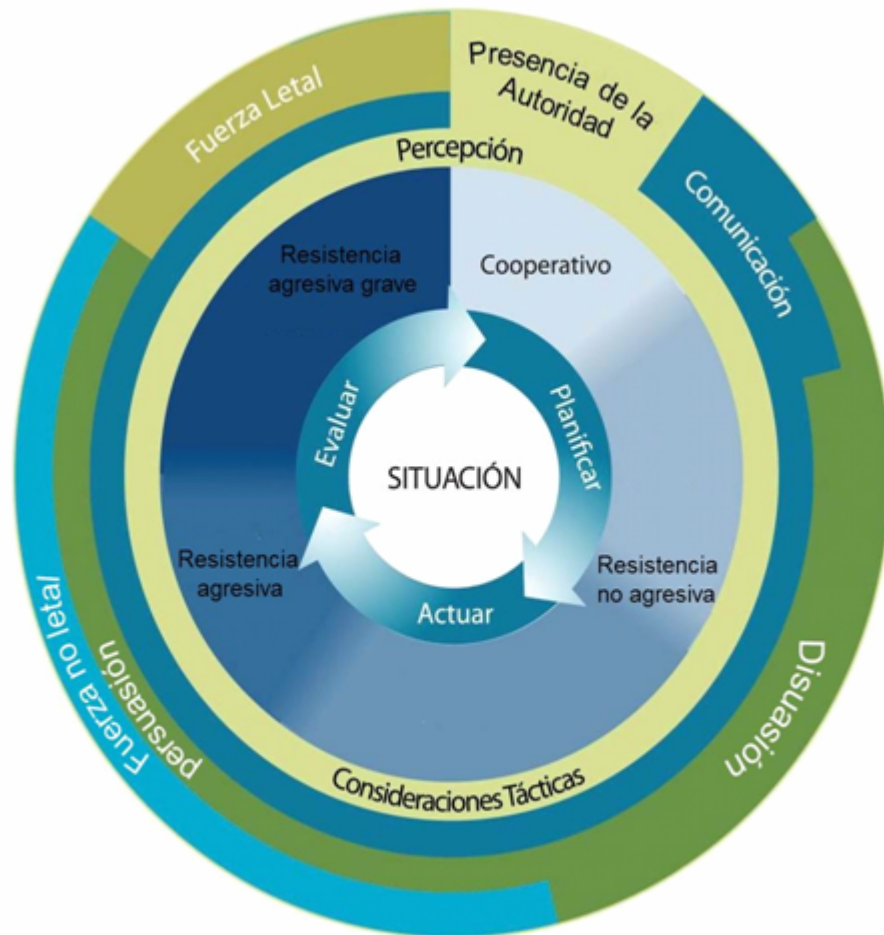 Fuerza Letal
Presencia de la
Autoridad
Comunicación
Percepción
Resistencia
agresiva grave
Cooperativo
Evaluar
Planificar
SITUACIÓN
Resistencia
agresiva
Resistencia
no agresiva
Actuar
Disuasión
Fuerza no letal
persuasión
Consideraciones Tácticas